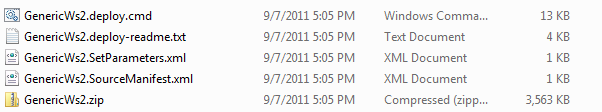 GenericWs2.deploy.cmd 9/7/2011 5:05 PM Windows Comma... 13 KB
GenericWs2.deploy-readme.txt 9/7/2011 5:05 PM Text Document 4 KB
GenericWs2.SetParameters.xml 9/7/2011 5:05 PM XML Document 1 KB
GenericWs2.SourceManifest.xml 9/7/2011 5:05 PM XML Document 1 KB
GenericWs2.zip 9/7/2011 5:05 PM Compressed (zipp... 3,563 KB